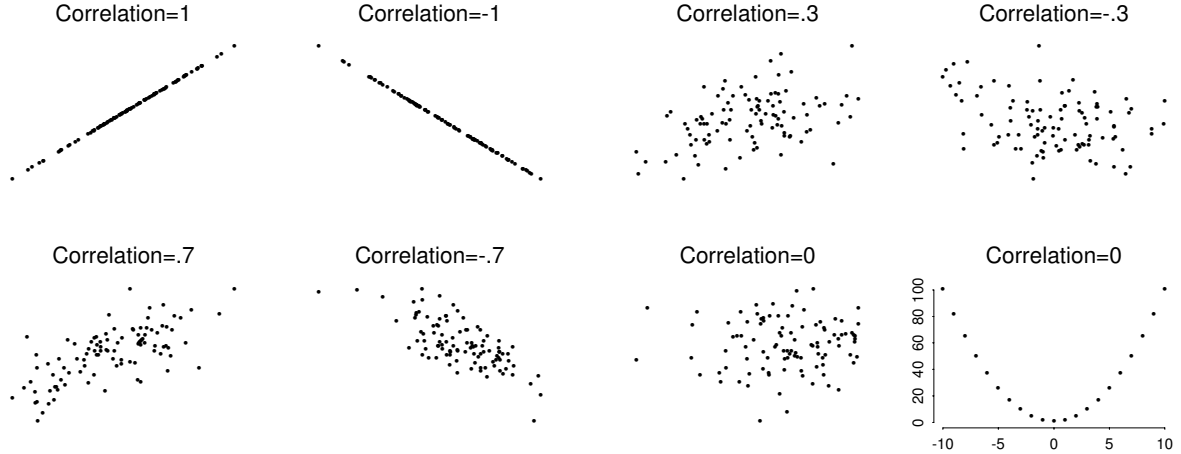 Correlation=1
Correlation=-1
Correlation=.3
Correlation=-.3
Correlation=.7
Correlation=-.7
Correlation=0
Correlation=0
100
80
60
40
20
0
-10 -5 0 5 10